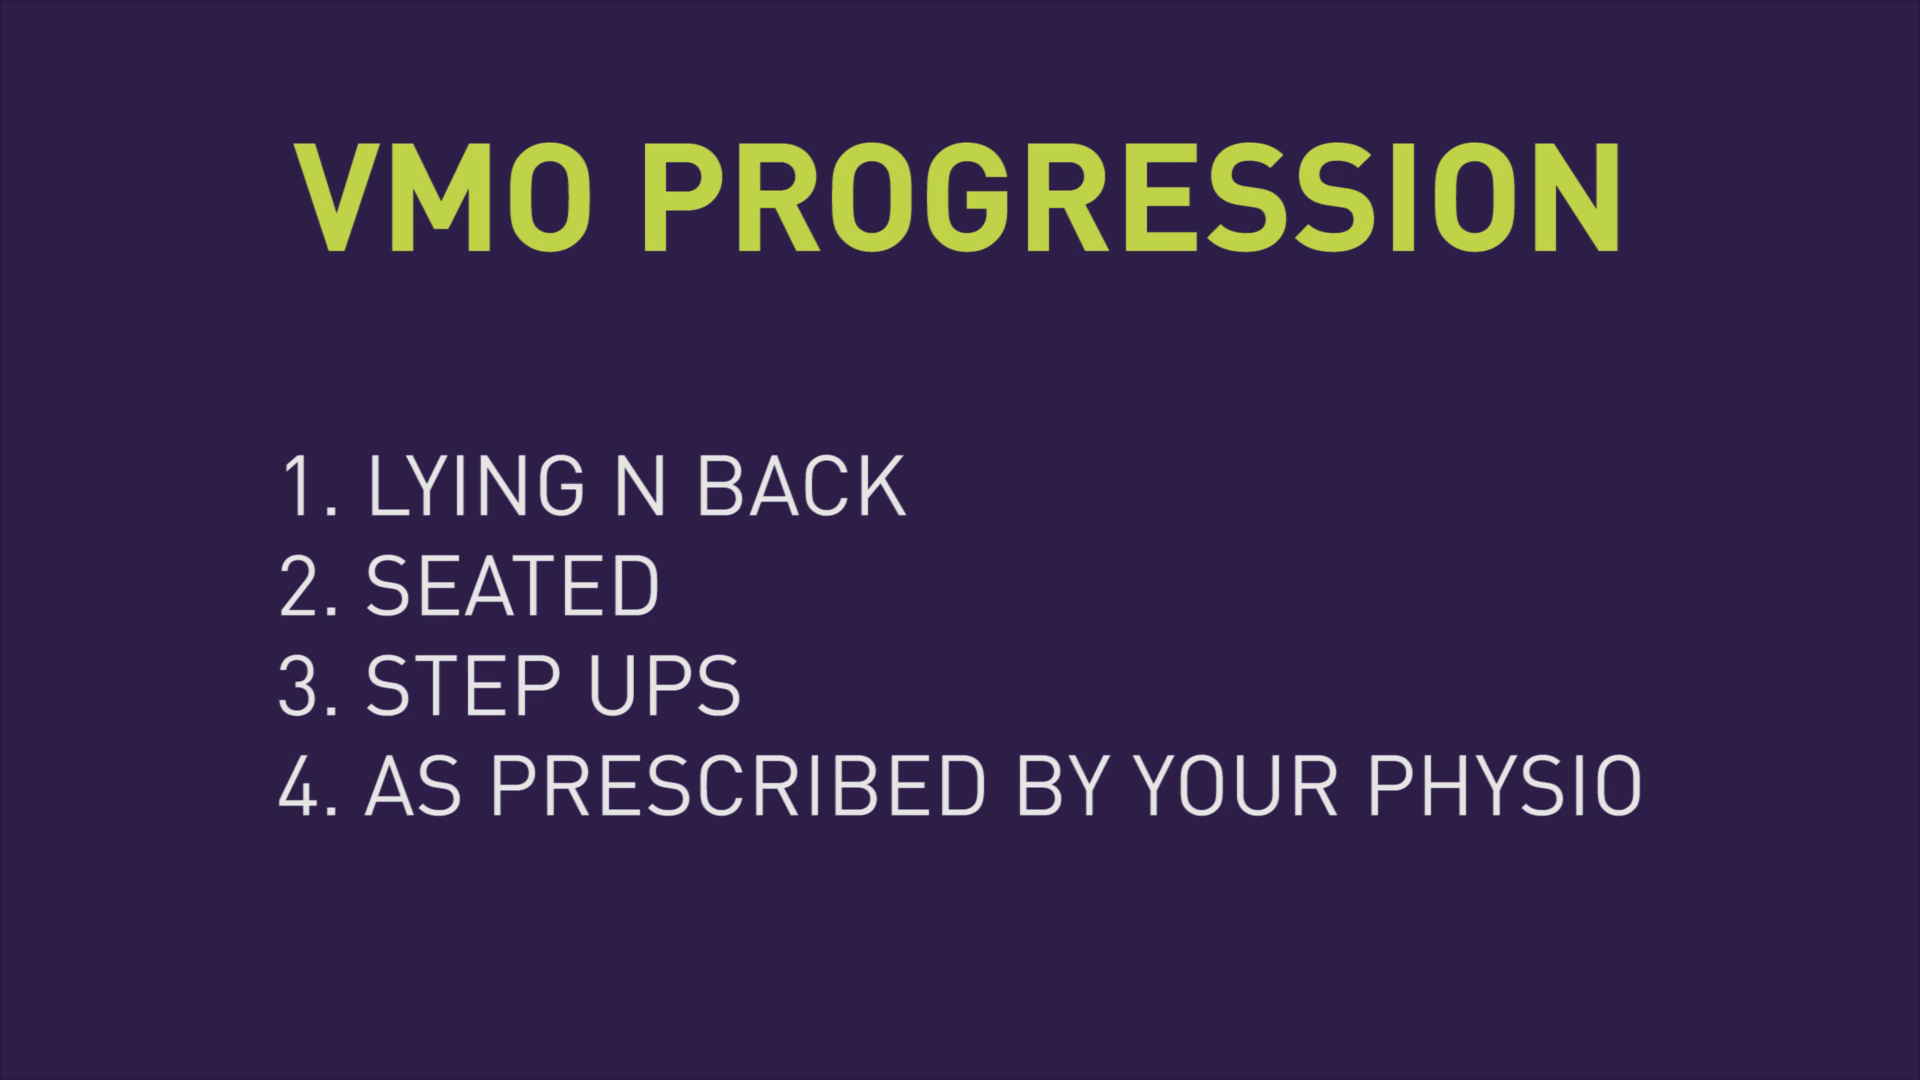 VMO PROGRESSION
1. LYING N BACK
2. SEATED
3. STEP UPS
4. AS PRESCRIBED BY YOUR PHYSIO